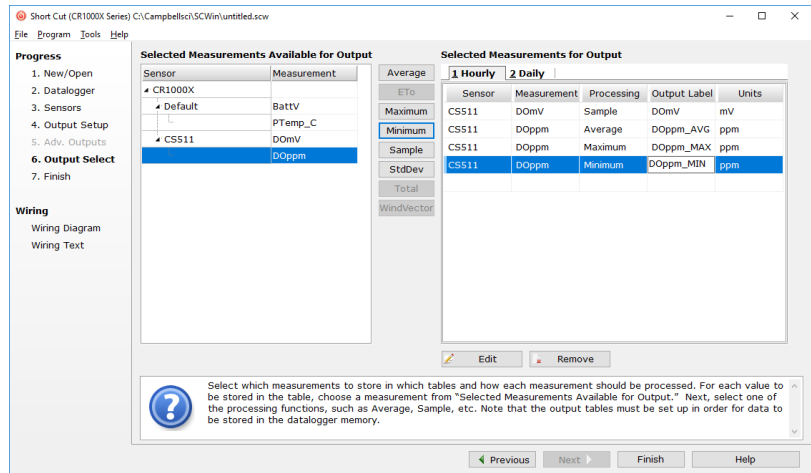 Short Cut (CR1000X Series) C:\Campbellsci\SCWin\untitled.scw
File Program Tools Help
Progress
1. New/Open
2. Datalogger
3. Sensors
4. Output Setup
5. Adv. Outputs
6. Output Select
7. Finish
Wiring
Wiring Diagram
Wiring Text
Selected Measurements Available for Output
Sensor Measurement
CR1000X
Default BattV
PTemp_C
CS511 DOmV
DOppm
Average
ETo
Maximum
Minimum
Sample
StdDev
Total
WindVector
Selected Measurements for Output
1 Hourly 2 Daily
Sensor Measurement Processing Output Label Units
CS511 DOmV Sample DOmV mV
CS511 DOppm Average DOppm_AVG ppm
CS511 DOppm Maximum DOppm_MAX ppm
CS511 DOppm Minimum DOppm_MIN ppm
Edit Remove
Select which measurements to store in which tables and how each measurement should be processed. For each value to
be stored in the table, choose a measurement from “Selected Measurements Available for Output.” Next, select one of
the processing functions, such as Average, Sample, etc. Note that the output tables must be set up in order for data to
be stored in the datalogger memory.
Previous Next Finish Help